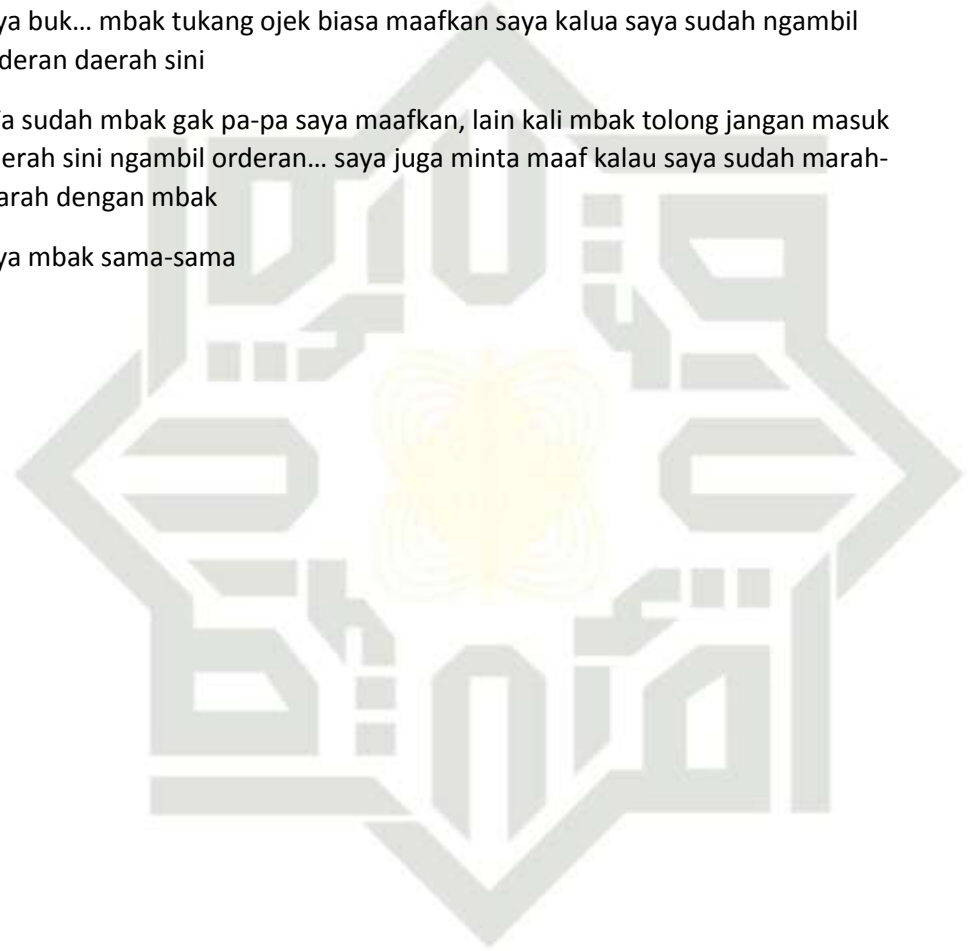 ya buk… mbak tukang ojek biasa maafkan saya kalua saya sudah ngambil
deran daerah sini
a sudah mbak gak pa-pa saya maafkan, lain kali mbak tolong jangan masuk
erah sini ngambil orderan… saya juga minta maaf kalau saya sudah marah-
arah dengan mbak
ya mbak sama-sama